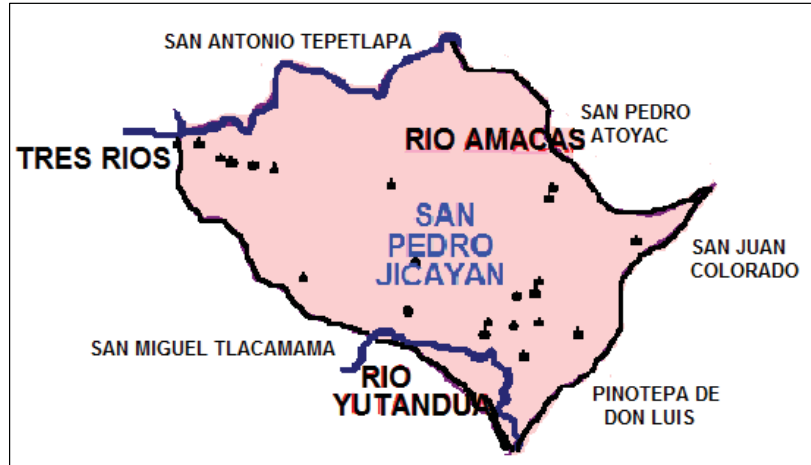 SAN ANTONIO TEPETLAPA
SAN PEDRO
ATOYAC
RIO AMACAS
TRES RIOS
SAN
PEDRO
JICAYAN
SAN JUAN
COLORADO
SAN MIGUEL TLACAMAMA
RIO
YUTANDUA
PINOTEPA DE
DON LUIS